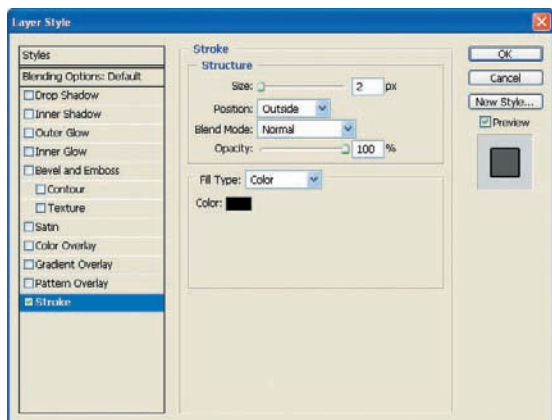 Layer Style
Styles
Blending Options: Default
Drop Shadow
Inner Shadow
Outer Glow
Inner Glow
Bevel and Emboss
Contour
Texture
Satin
Color Overlay
Gradient Overlay
Pattern Overlay
Stroke
Stroke
Structure
Size: 2 px
Position: Outside
Blend Mode: Normal
Opacity: 100 %
Fill Type: Color
Color:
OK
Cancel
New Style...
Preview